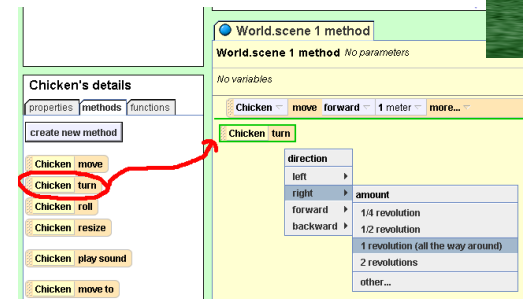 World.scene 1 method
World.scene 1 method No parameters
No variables
Chicken's details
properties methods functions
create new method
Chicken move
Chicken turn
Chicken roll
Chicken resize
Chicken play sound
Chicken move to
Chicken move forward 1 meter more...
Chicken turn
direction
left
right
forward
backward
amount
1/4 revolution
1/2 revolution
1 revolution (all the way around)
2 revolutions
other...